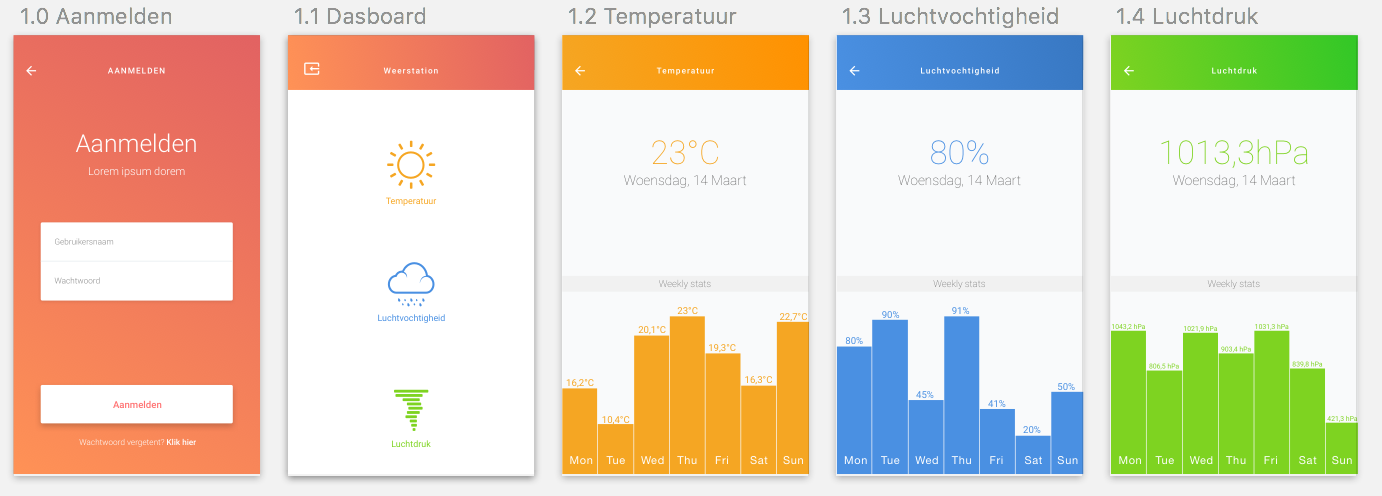 1.0 Aanmelden
AANMELDEN
Aanmelden
Lorem ipsum dorem
Gebruikersnaam
Wachtwoord
Aanmelden
Wachtwoord vergetent? Klik hier
1.1 Dasboard
Weerstation
Temperatuur
Luchtvochtigheid
Luchtdruk
1.2 Temperatuur
Temperatuur
23°C
Woensdag, 14 Maart
Weekly stats
16,2°C
10,4°C
20,1°C
23°C
19,3°C
16,3°C
22,7°C
Mon Tue Wed Thu Fri Sat Sun
1.3 Luchtvochtigheid
Luchtvochtigheid
80%
Woensdag, 14 Maart
Weekly stats
80%
90%
45%
91%
41%
20%
50%
Mon Tue Wed Thu Fri Sat Sun
1.4 Luchtdruk
Luchtdruk
1013,3hPa
Woensdag, 14 Maart
Weekly stats
1043,2 hPa
806,5 hPa
1021,9 hPa
903,4 hPa
1031,3 hPa
839,8 hPa
421,3 hPa
Mon Tue Wed Thu Fri Sat Sun